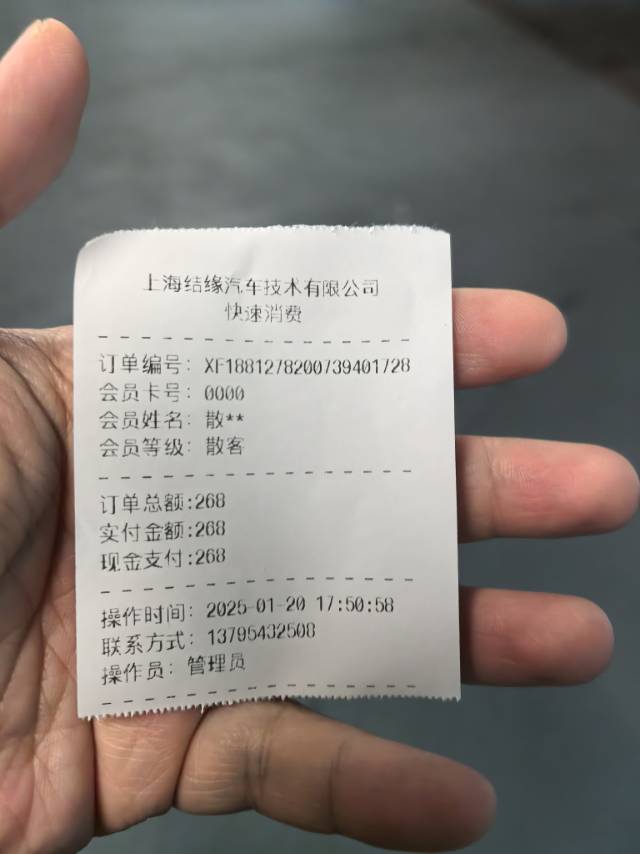 上海结缘汽车技术有限公司
快速消费
订单编号: XF1881278200739401728
会员卡号: 0000
会员姓名: 散**
会员等级: 散客
订单总额:268
实付金额:268
现金支付:268
操作时间: 2025-01-20 17:50:58
联系方式: 13795432508
操作员: 管理员